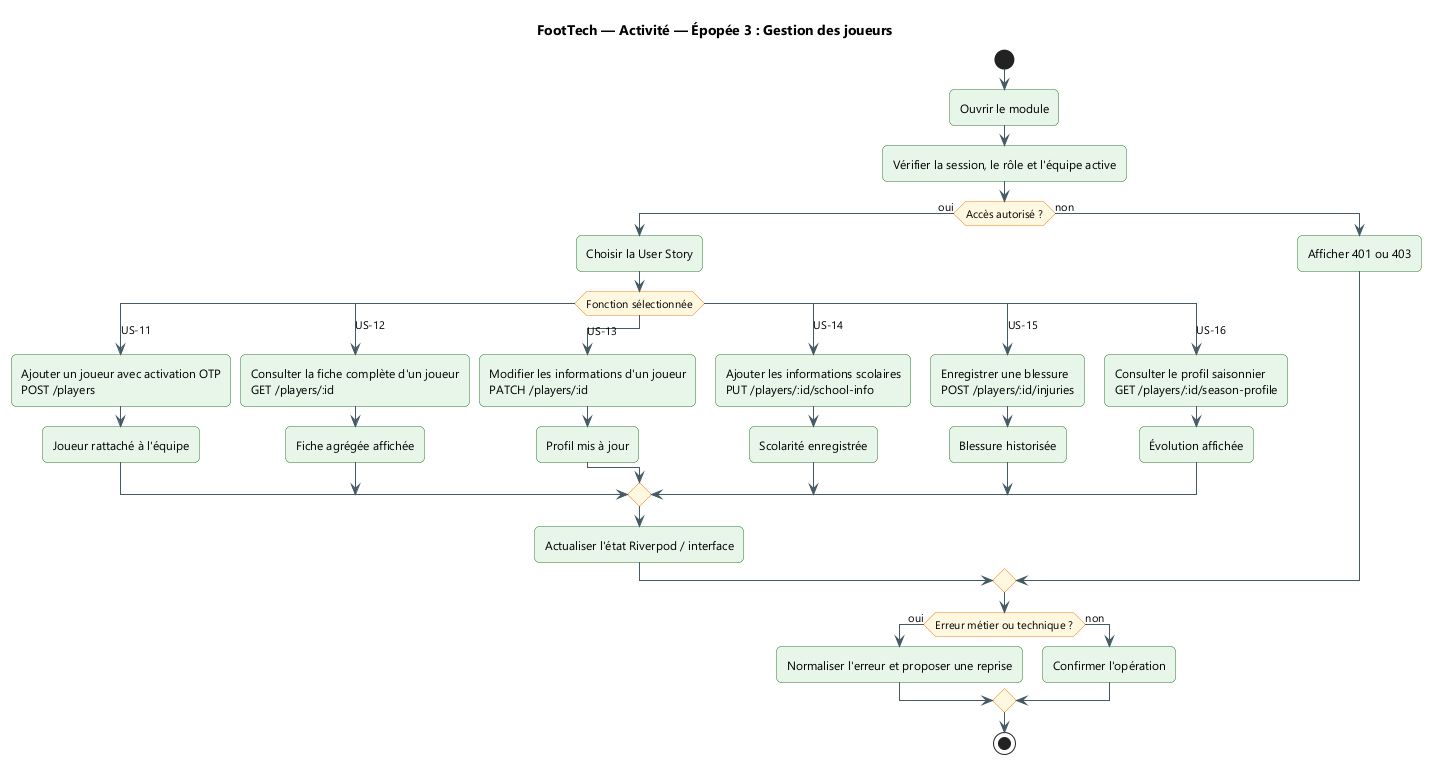 FootTech — Activité — Épopée 3 : Gestion des joueurs
Ouvrir le module
Vérifier la session, le rôle et l'équipe active
oui
Accès autorisé ?
non
Choisir la User Story
Afficher 401 ou 403
Fonction sélectionnée
US-11
US-12
US-13
US-14
US-15
US-16
Ajouter un joueur avec activation OTP
POST /players
Consulter la fiche complète d'un joueur
GET /players/:id
Modifier les informations d'un joueur
PATCH /players/:id
Ajouter les informations scolaires
PUT /players/:id/school-info
Enregistrer une blessure
POST /players/:id/injuries
Consulter le profil saisonnier
GET /players/:id/season-profile
Joueur rattaché à l'équipe
Fiche agrégée affichée
Profil mis à jour
Scolarité enregistrée
Blessure historisée
Évolution affichée
Actualiser l'état Riverpod / interface
oui
Erreur métier ou technique ?
non
Normaliser l'erreur et proposer une reprise
Confirmer l'opération